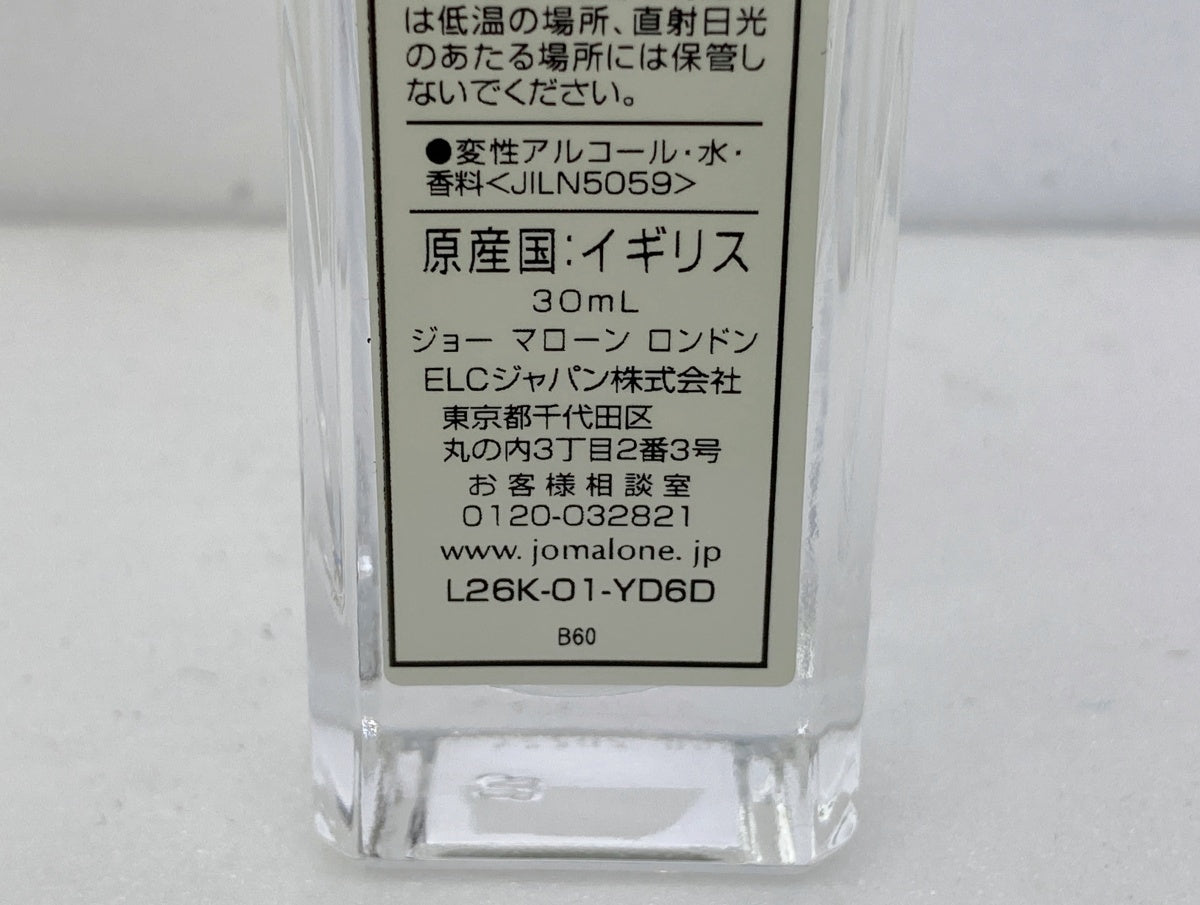 は低温の場所、直射日光
のあたる場所には保管し
ないでください。
●変性アルコール・水・
香料<JILN5059>
原産国：イギリス
30mL
ジョー マローン ロンドン
ELCジャパン株式会社
東京都千代田区
丸の内3丁目2番3号
お客様相談室
0120-032821
www.jomalone.jp
L26K-01-YD6D
B60